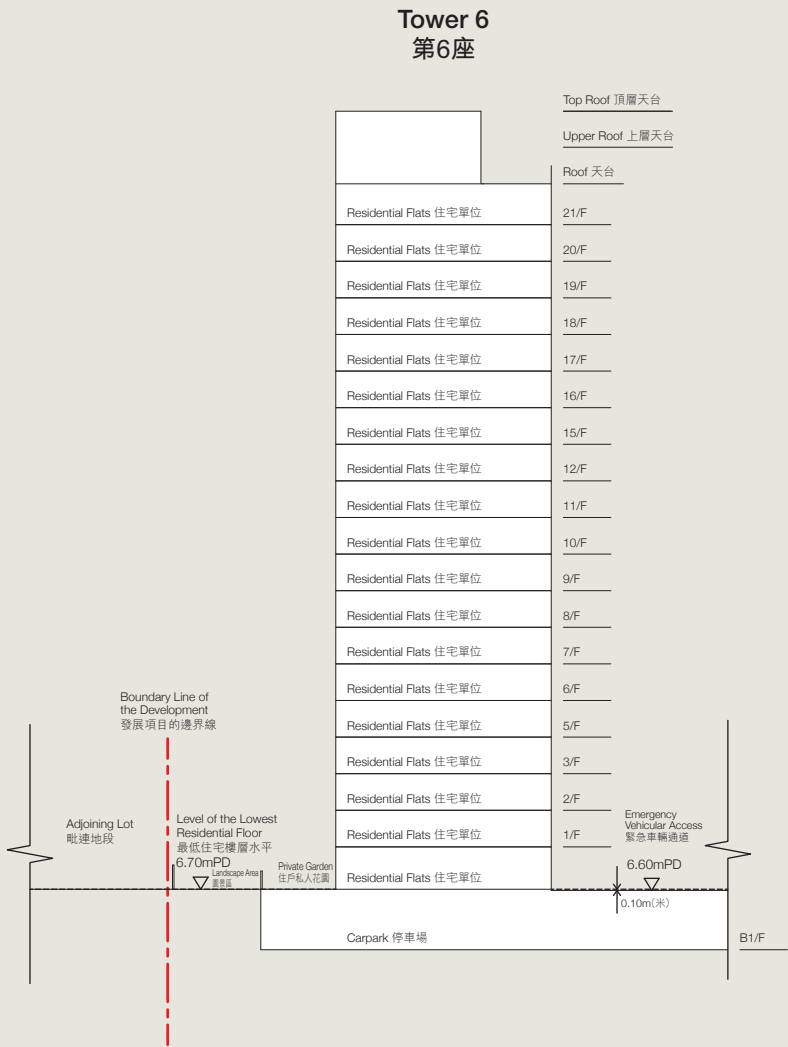 Tower 6
第6座
Top Roof 頂層天台
Upper Roof 上層天台
Roof 天台
Residential Flats 住宅單位 21/F
Residential Flats 住宅單位 20/F
Residential Flats 住宅單位 19/F
Residential Flats 住宅單位 18/F
Residential Flats 住宅單位 17/F
Residential Flats 住宅單位 16/F
Residential Flats 住宅單位 15/F
Residential Flats 住宅單位 12/F
Residential Flats 住宅單位 11/F
Residential Flats 住宅單位 10/F
Residential Flats 住宅單位 9/F
Residential Flats 住宅單位 8/F
Residential Flats 住宅單位 7/F
Residential Flats 住宅單位 6/F
Residential Flats 住宅單位 5/F
Residential Flats 住宅單位 3/F
Residential Flats 住宅單位 2/F
Residential Flats 住宅單位 1/F
Residential Flats 住宅單位
Boundary Line of
the Development
發展項目的邊界線
Adjoining Lot
毗連地段
Level of the Lowest
Residential Floor
最低住宅樓層水平
6.70mPD
Landscape Area
園景區
Private Garden
住戶私人花園
Emergency
Vehicular Access
緊急車輛通道
6.60mPD
0.10m(米)
Carpark 停車場
B1/F